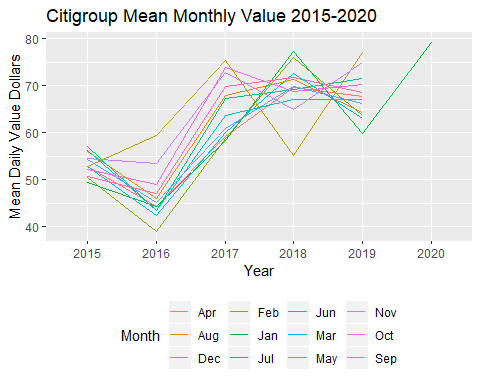 Citigroup Mean Monthly Value 2015-2020
Mean Daily Value Dollars
80
70
60
50
40
2015 2016 2017 2018 2019 2020
Year
Month
Apr Feb Jun Nov
Aug Jan Mar Oct
Dec Jul May Sep